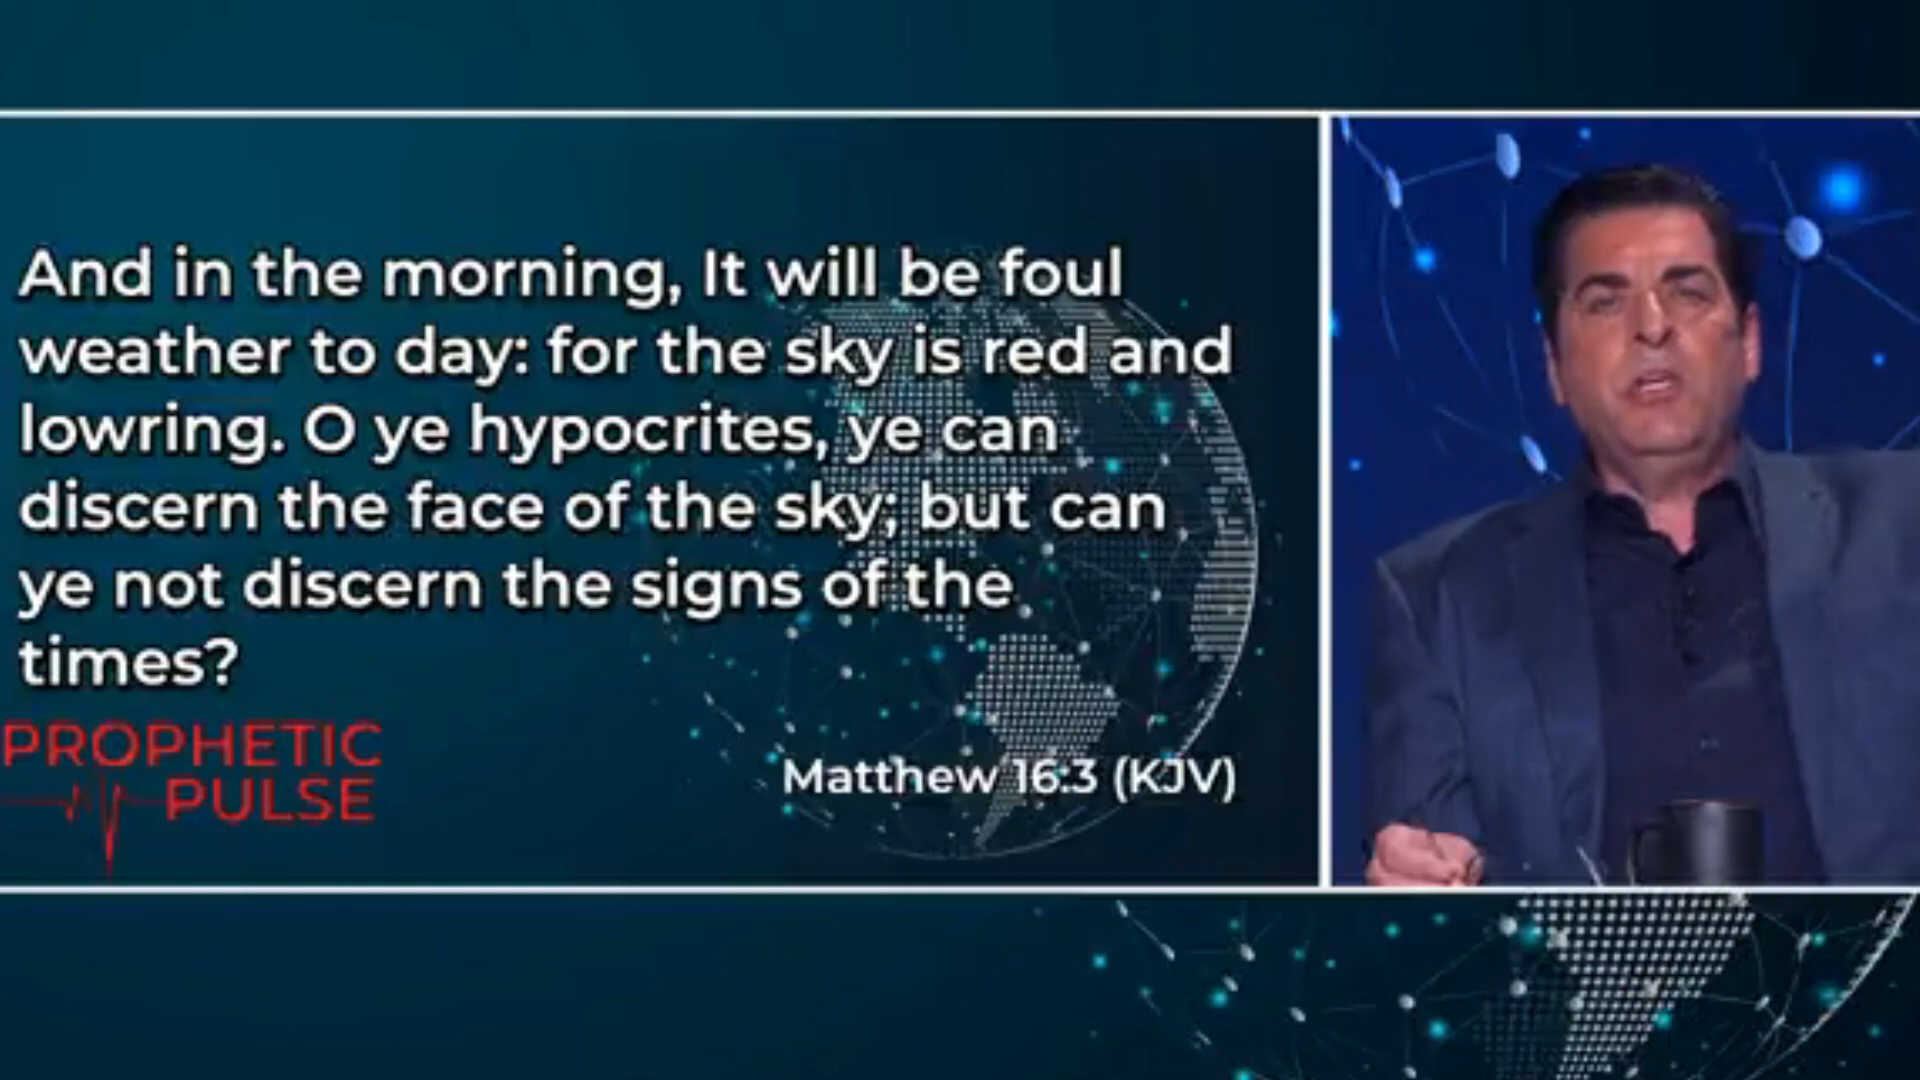 And in the morning, It will be foul
weather to day: for the sky is red and
lowring. O ye hypocrites, ye can
discern the face of the sky; but can
ye not discern the signs of the
times?
PROPHETIC
PULSE
Matthew 16:3 (KJV)